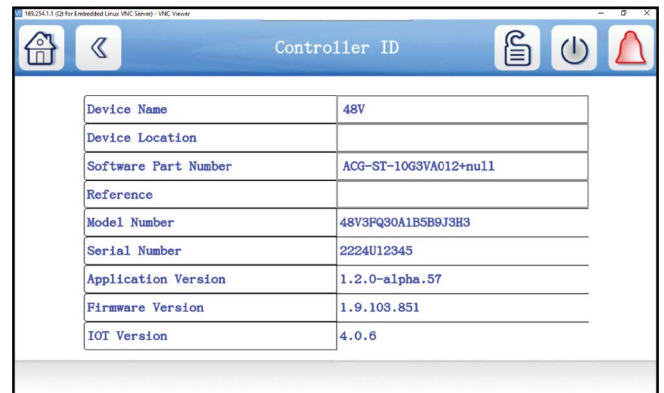 169.254.1.1 (Qt for Embedded Linux VNC Server) - VNC Viewer
Controller ID
Device Name 48V
Device Location
Software Part Number ACG-ST-10G3VA012+null
Reference
Model Number 48V3FQ30A1B5B9J3H3
Serial Number 2224U12345
Application Version 1.2.0-alpha.57
Firmware Version 1.9.103.851
IOT Version 4.0.6